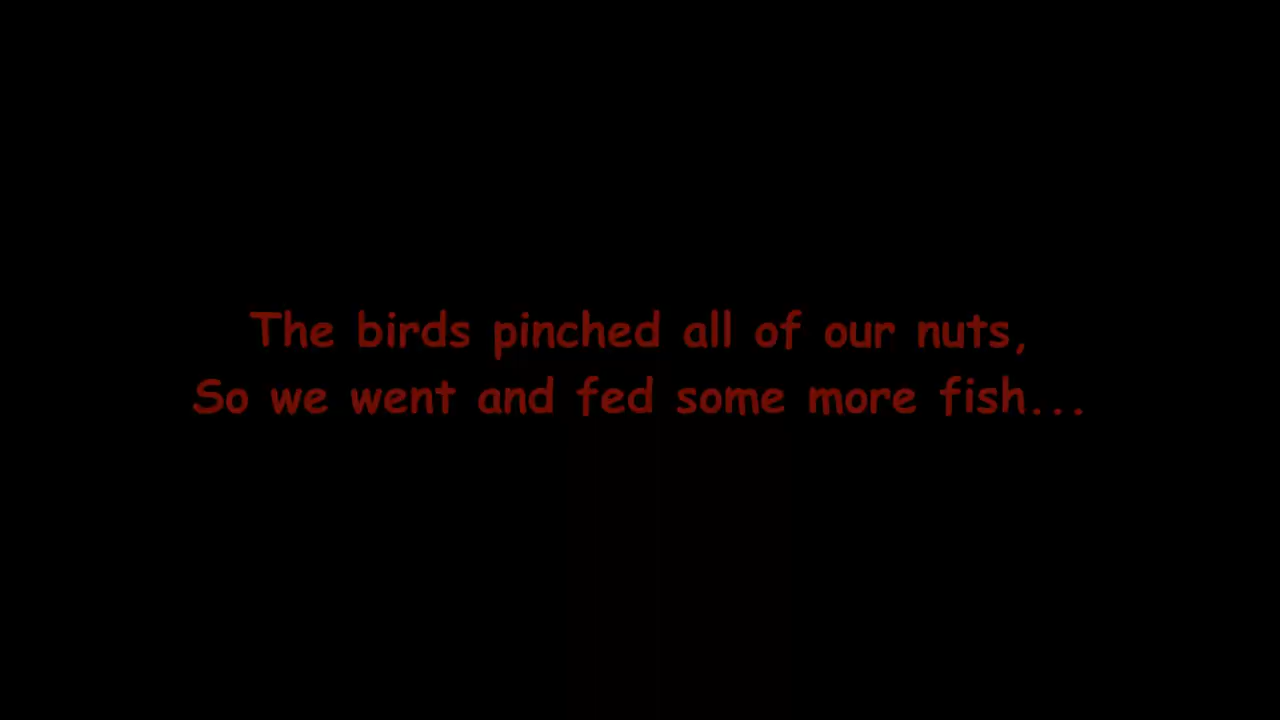 The birds pinched all of our nuts,
So we went and fed some more fish...